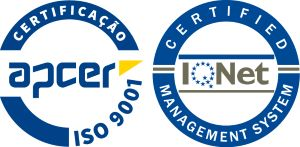 CERTIFICAÇÃO
apcer
ISO 9001
CERTIFIED
IQNet
MANAGEMENT SYSTEM